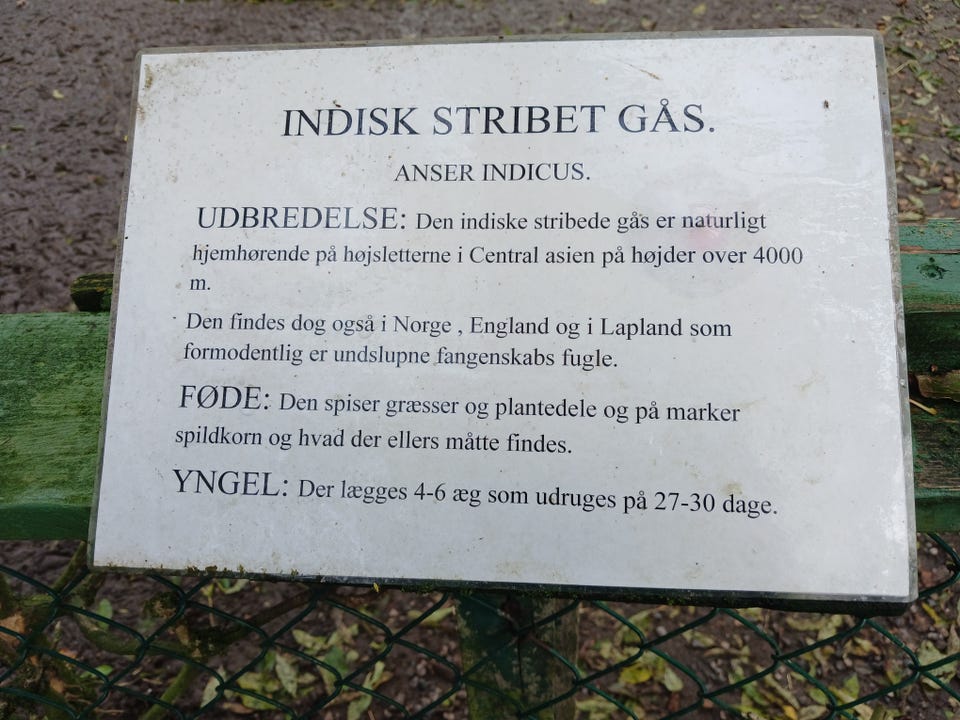 INDISK STRIBET GÅS.
ANSER INDICUS.
UDBREDELSE: Den indiske stribede gås er naturligt
hjemhørende på højsletterne i Central asien på højder over 4000
m.
Den findes dog også i Norge , England og i Lapland som
formodentlig er undslupne fangenskabs fugle.
FØDE: Den spiser græsser og plantedele og på marker
spildkorn og hvad der ellers måtte findes.
YNGEL: Der lægges 4-6 æg som udruges på 27-30 dage.